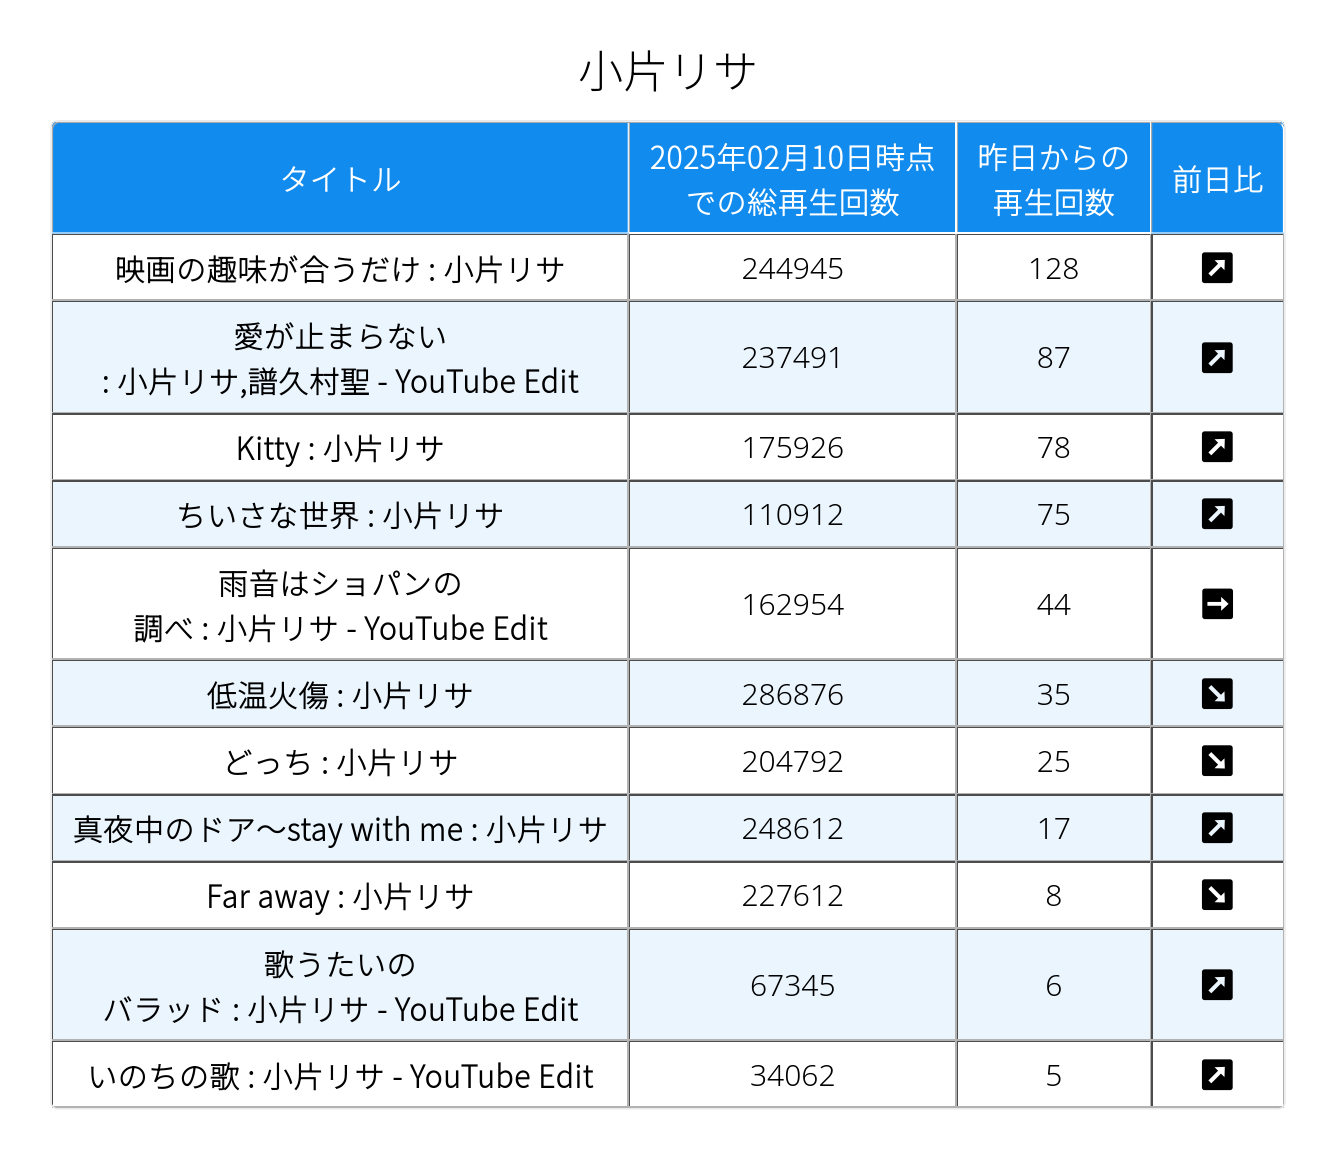 小片リサ
タイトル
2025年02月10日時点
での総再生回数
昨日からの
再生回数
前日比
映画の趣味が合うだけ : 小片リサ
244945
128
愛が止まらない
: 小片リサ,譜久村聖 - YouTube Edit
237491
87
Kitty : 小片リサ
175926
78
ちいさな世界 : 小片リサ
110912
75
雨音はショパンの
調べ : 小片リサ - YouTube Edit
162954
44
低温火傷 : 小片リサ
286876
35
どっち : 小片リサ
204792
25
真夜中のドア〜stay with me : 小片リサ
248612
17
Far away : 小片リサ
227612
8
歌うたいの
バラッド : 小片リサ - YouTube Edit
67345
6
いのちの歌 : 小片リサ - YouTube Edit
34062
5